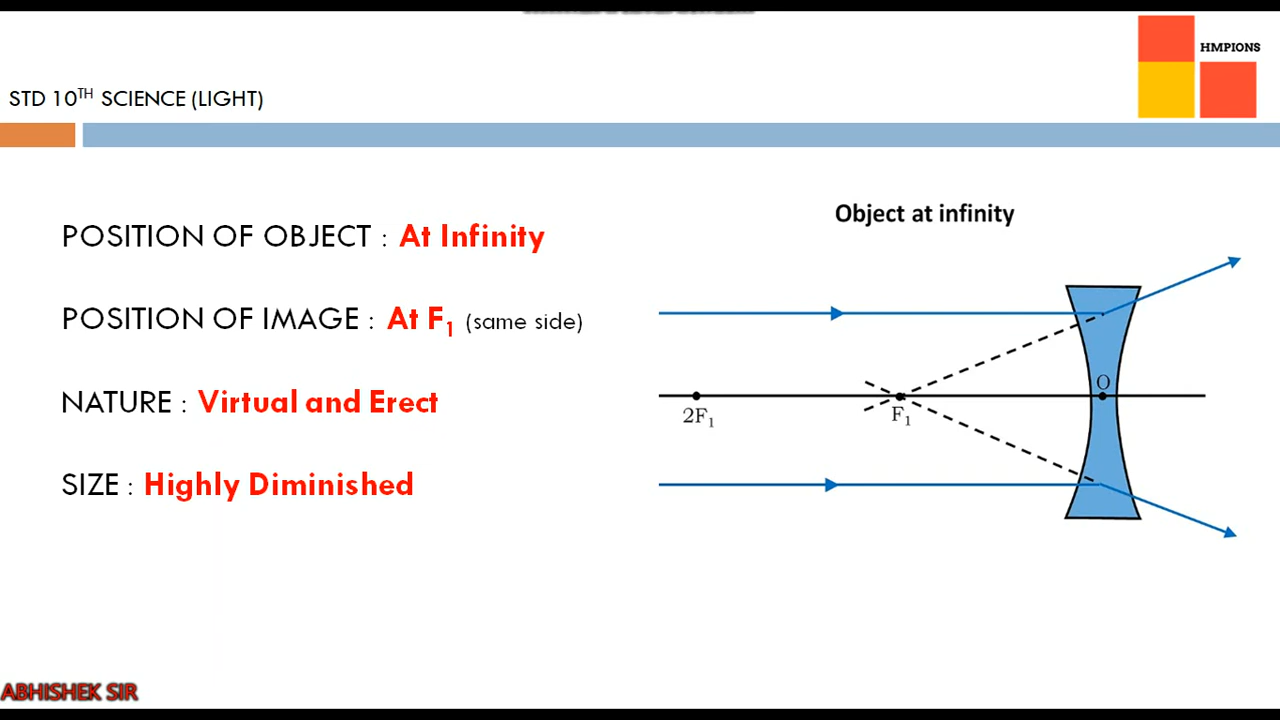 HMPIONS
STD 10TH SCIENCE (LIGHT)
Object at infinity
POSITION OF OBJECT : At Infinity
POSITION OF IMAGE : At F1 (same side)
NATURE : Virtual and Erect
SIZE : Highly Diminished
O
2F1
F1
ABHISHEK SIR